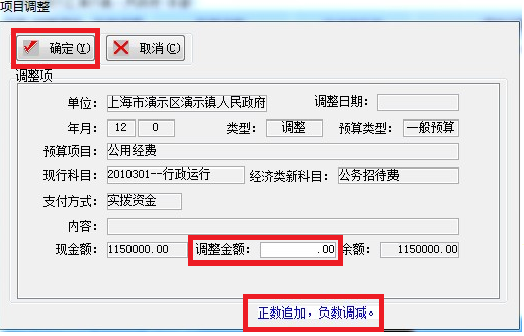 项目调整
确定(Y) 取消(C)
调整项
单位: 上海市演示区演示镇人民政府 调整日期:
年月: 12 0 类型: 调整 预算类型: 一般预算
预算项目: 公用经费
现行科目: 2010301--行政运行 经济类新科目: 公务招待费
支付方式: 实拨资金
内容:
现金额: 1150000.00 调整金额: .00 余额: 1150000.00
正数追加,负数调减。